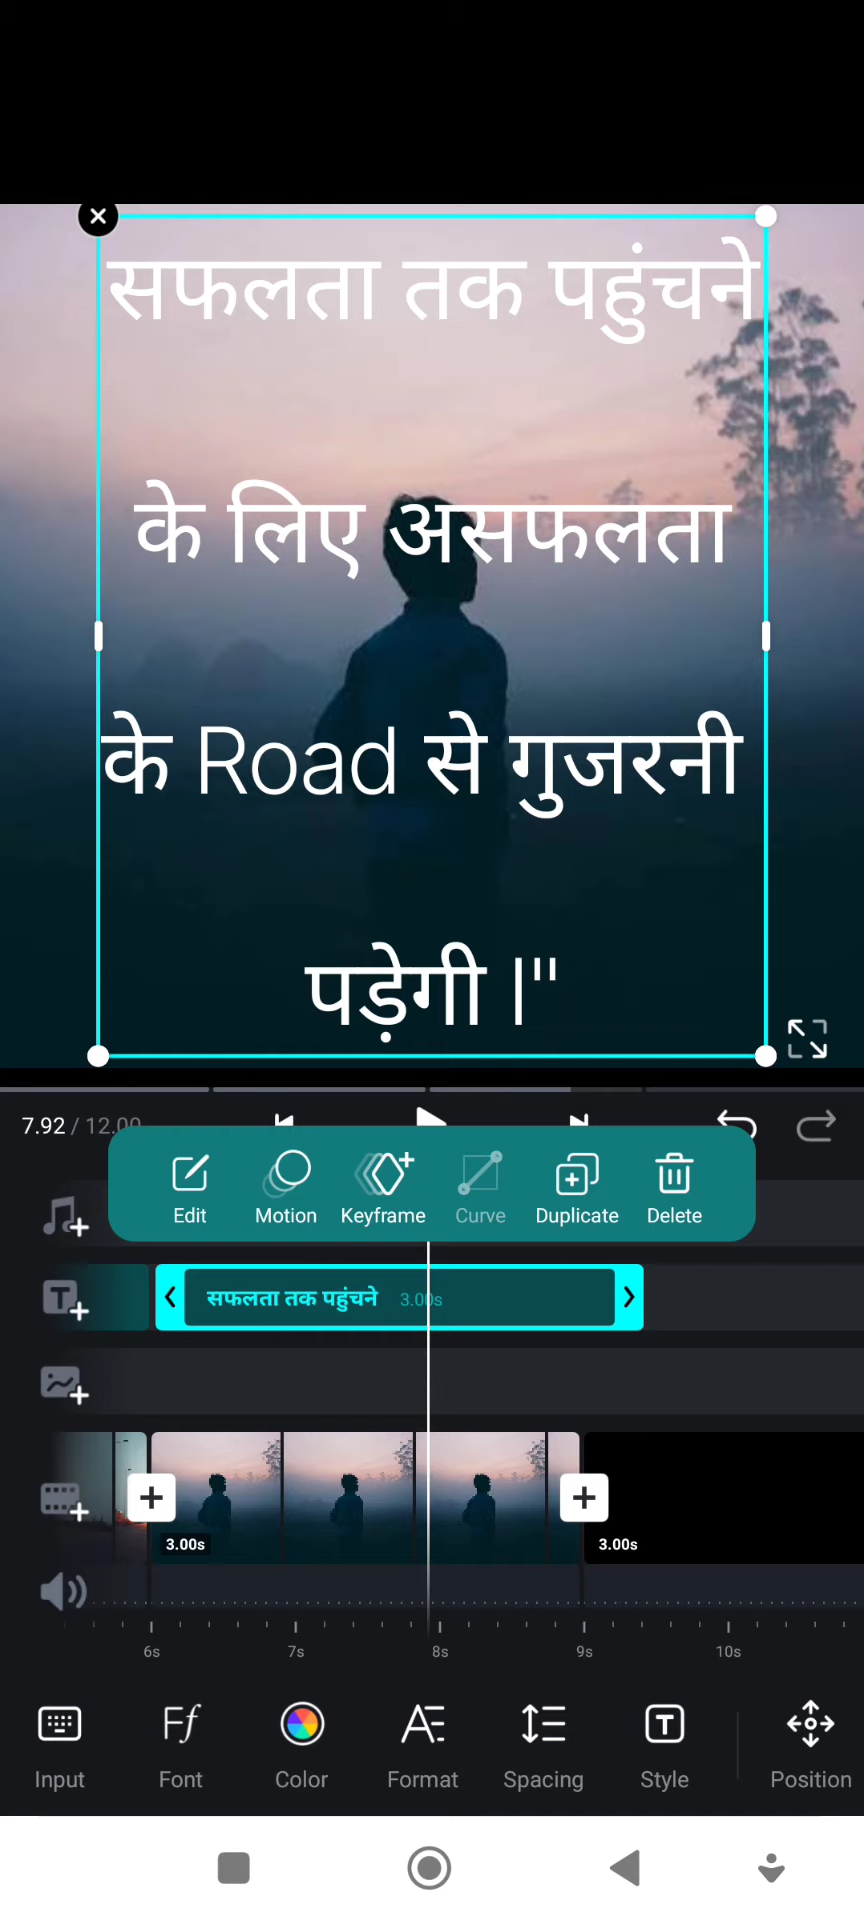 सफलता तक पहुंचने
के लिए असफलता
के Road से गुजरनी
पड़ेगी |"
7.92 / 12.00
Edit Motion Keyframe Curve Duplicate Delete
सफलता तक पहुंचने 3.00s
3.00s 3.00s
6s 7s 8s 9s 10s
Input Font Color Format Spacing Style Position